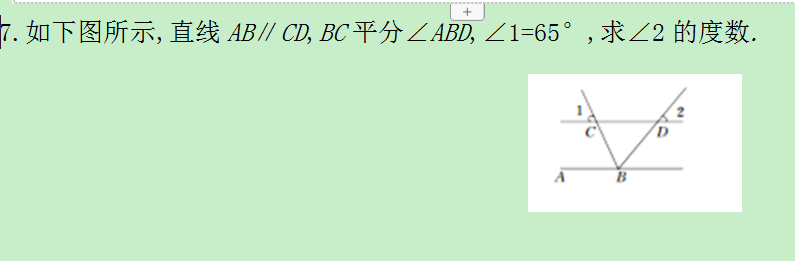 7. 如下图所示, 直线 AB∥ CD, BC 平分∠ABD, ∠1=65°, 求∠2 的度数.
1
2
C
D
A
B